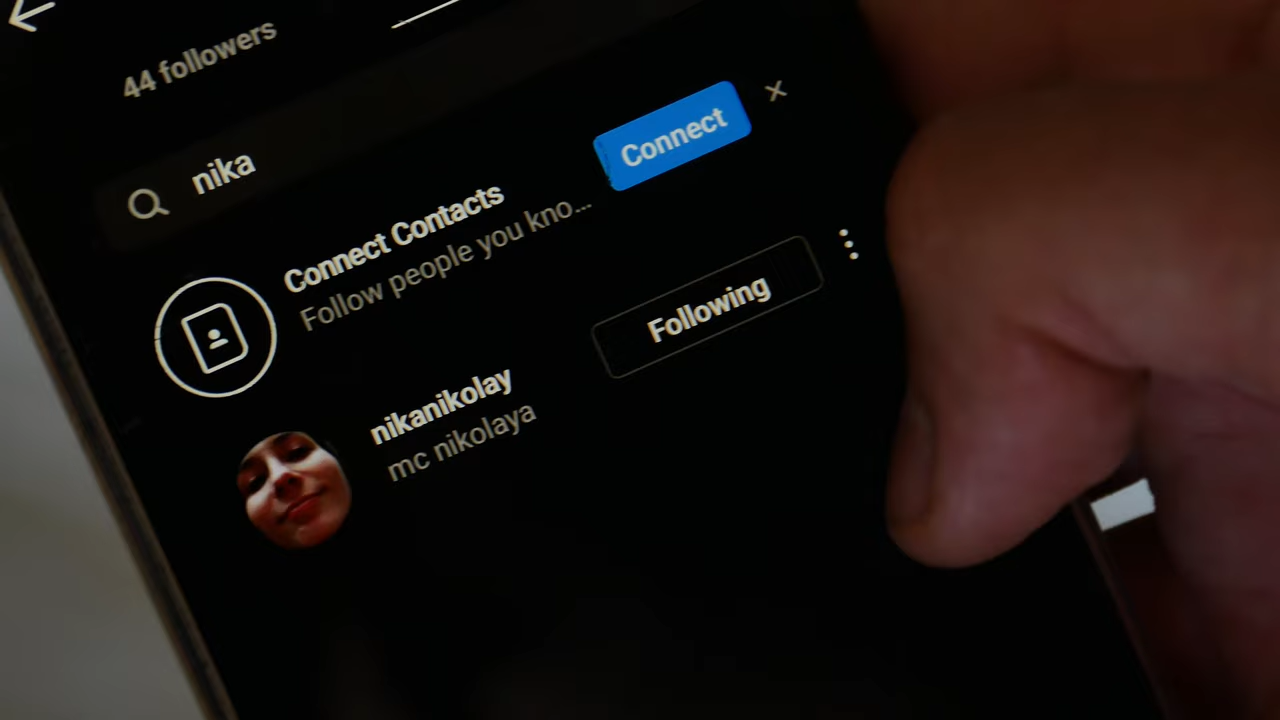 44 followers
nika
Connect Contacts
Follow people you kno...
Connect
Following
nikanikolay
mc nikolaya